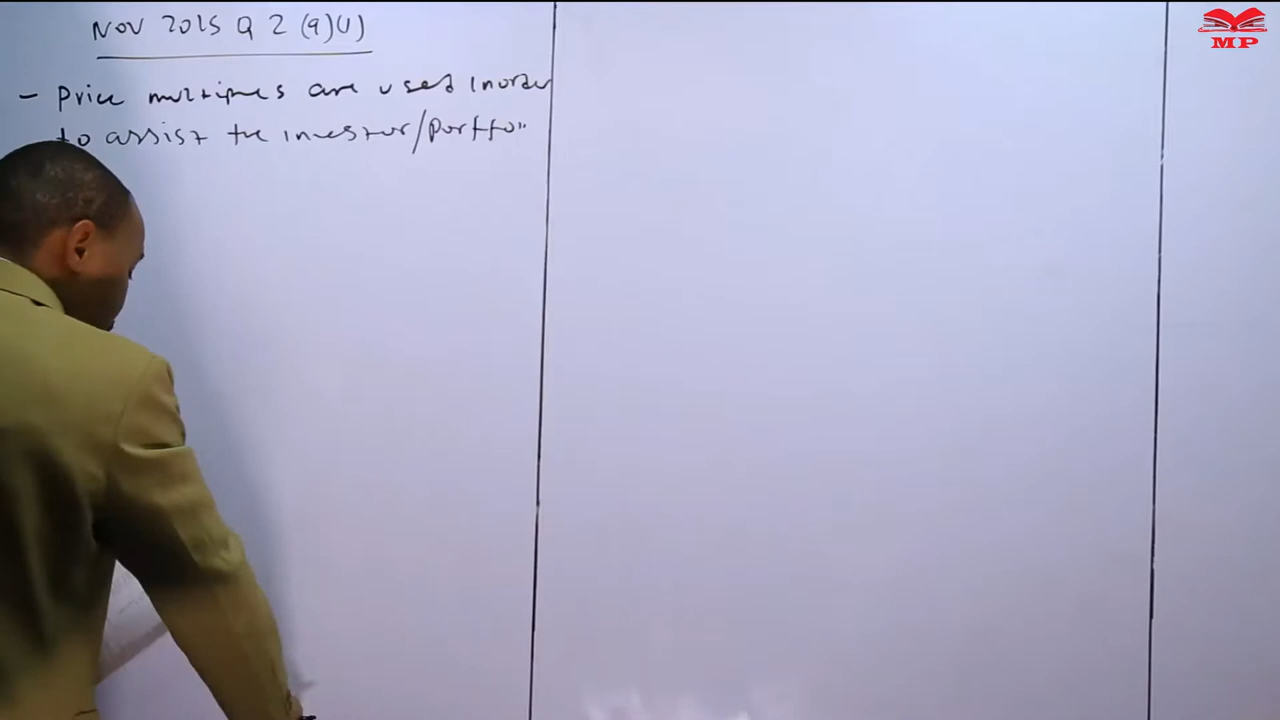 NOV 2015 Q 2 (a)(i)
- Price multiples are used inorder
to assist the investor/portfo
MP